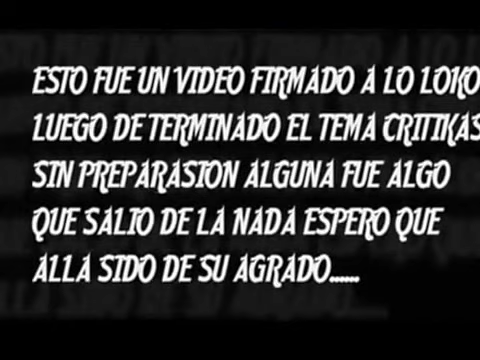 ESTO FUE UN VIDEO FIRMADO A LO LOKO
LUEGO DE TERMINADO EL TEMA CRITIKAS
SIN PREPARASION ALGUNA FUE ALGO
QUE SALIO DE LA NADA ESPERO QUE
ALLA SIDO DE SU AGRADO......